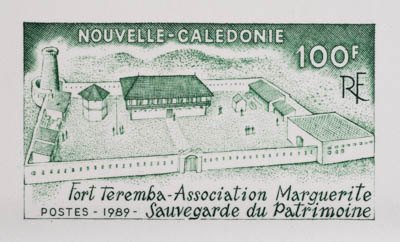 NOUVELLE-CALEDONIE
100F
RF
Fort Teremba-Association Marguerite
POSTES-1989-Sauvegarde du Patrimoine